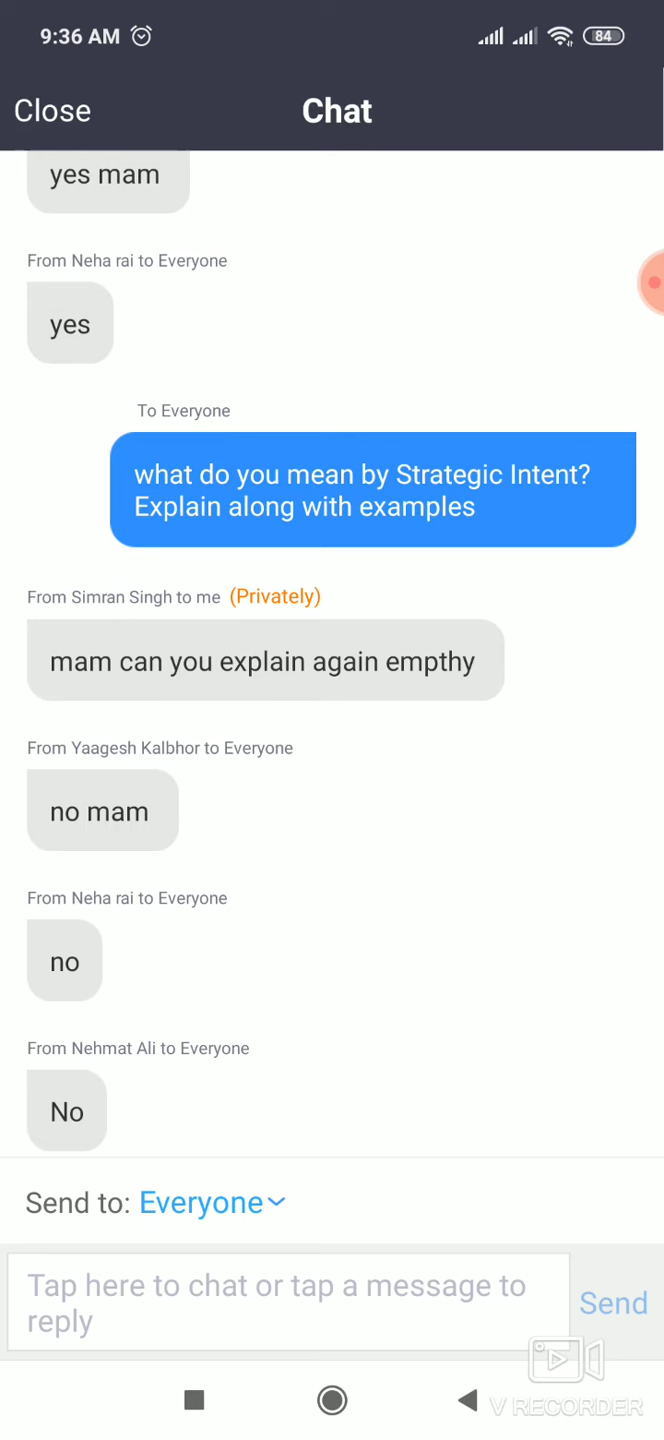 9:36 AM 84
Close Chat
yes mam
From Neha rai to Everyone
yes
To Everyone
what do you mean by Strategic Intent?
Explain along with examples
From Simran Singh to me (Privately)
mam can you explain again empthy
From Yaagesh Kalbhor to Everyone
no mam
From Neha rai to Everyone
no
From Nehmat Ali to Everyone
No
Send to: Everyone
Tap here to chat or tap a message to
reply
Send
V RECORDER